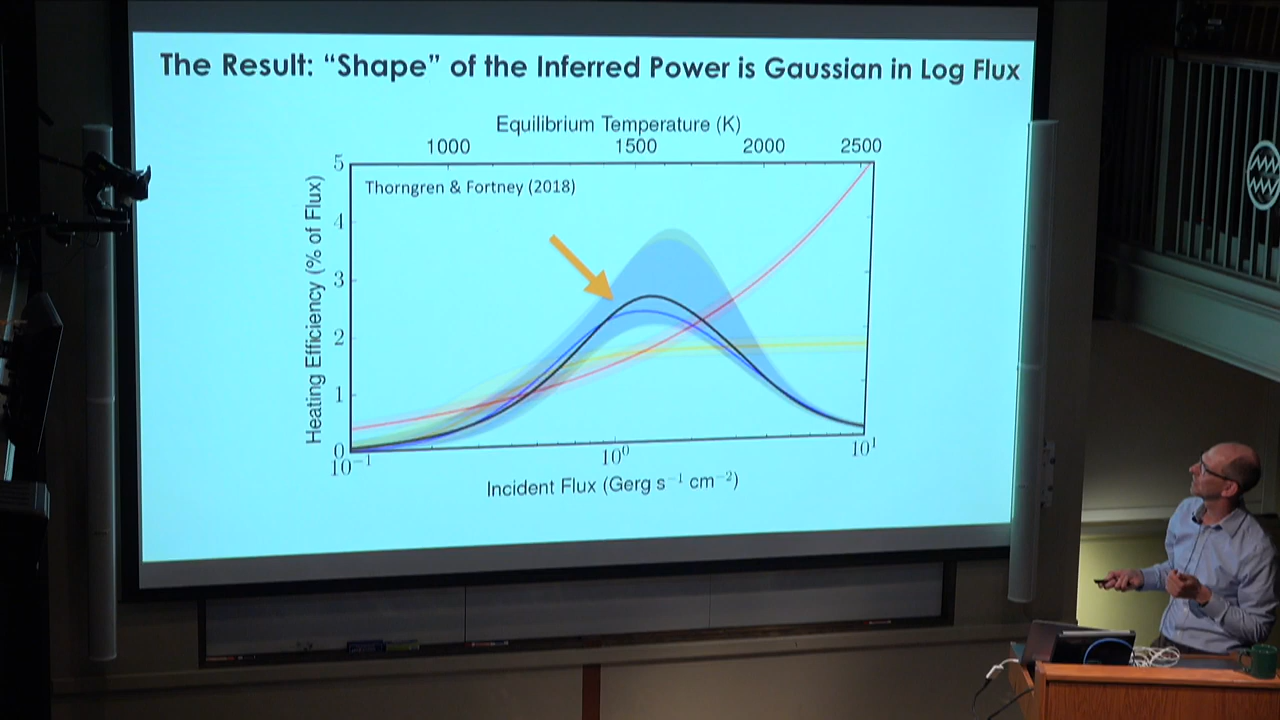 The Result: “Shape” of the Inferred Power is Gaussian in Log Flux
Equilibrium Temperature (K)
1000 1500 2000 2500
Thorngren & Fortney (2018)
Heating Efficiency (% of Flux)
5
4
3
2
1
0
10⁻¹ 10⁰ 10¹
Incident Flux (Gerg s⁻¹ cm⁻²)